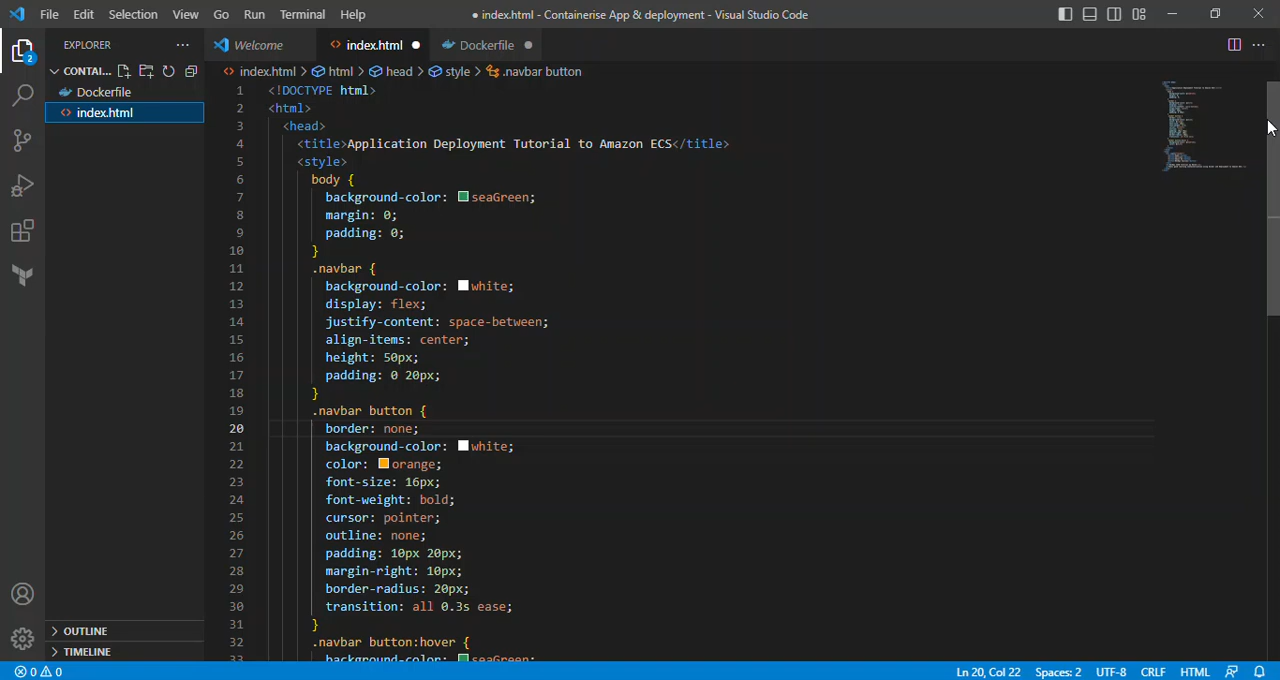 File Edit Selection View Go Run Terminal Help
● index.html - Containerise App & deployment - Visual Studio Code
EXPLORER
Welcome
index.html
Dockerfile
2
CONTAI...
index.html > html > head > style > .navbar button
Dockerfile
index.html
1 <!DOCTYPE html>
2 <html>
3 <head>
4 <title>Application Deployment Tutorial to Amazon ECS</title>
5 <style>
6 body {
7 background-color: seaGreen;
8 margin: 0;
9 padding: 0;
10 }
11 .navbar {
12 background-color: white;
13 display: flex;
14 justify-content: space-between;
15 align-items: center;
16 height: 50px;
17 padding: 0 20px;
18 }
19 .navbar button {
20 border: none;
21 background-color: white;
22 color: orange;
23 font-size: 16px;
24 font-weight: bold;
25 cursor: pointer;
26 outline: none;
27 padding: 10px 20px;
28 margin-right: 10px;
29 border-radius: 20px;
30 transition: all 0.3s ease;
31 }
32 .navbar button:hover {
33 background-color: seaGreen;
OUTLINE
TIMELINE
0 0
Ln 20, Col 22 Spaces: 2 UTF-8 CRLF HTML